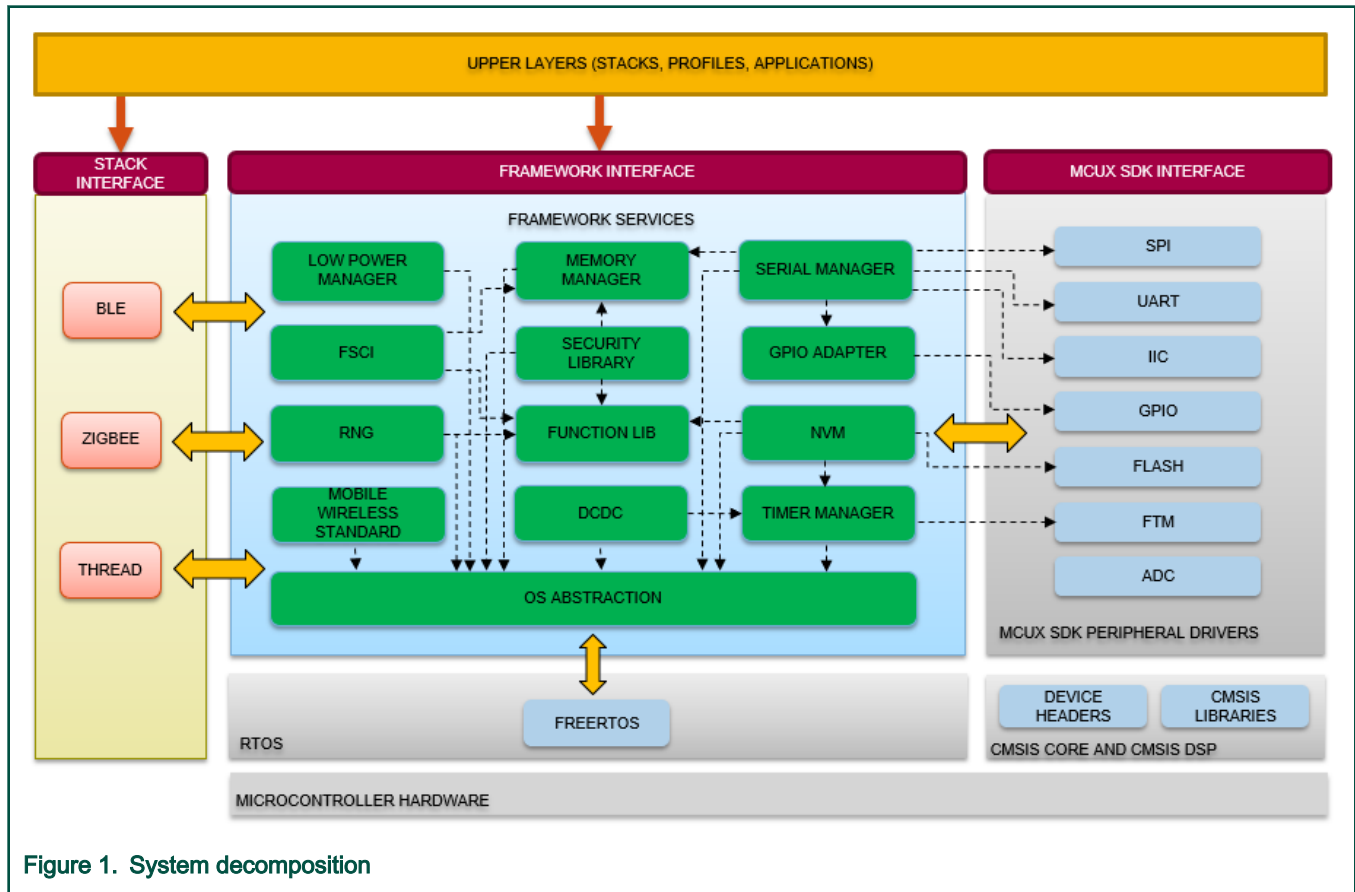 UPPER LAYERS (STACKS, PROFILES, APPLICATIONS)
STACK
INTERFACE
BLE
ZIGBEE
THREAD
FRAMEWORK INTERFACE
FRAMEWORK SERVICES
LOW POWER
MANAGER
MEMORY
MANAGER
SERIAL MANAGER
FSCI
SECURITY
LIBRARY
GPIO ADAPTER
RNG
FUNCTION LIB
NVM
MOBILE
WIRELESS
STANDARD
DCDC
TIMER MANAGER
OS ABSTRACTION
MCUX SDK INTERFACE
SPI
UART
IIC
GPIO
FLASH
FTM
ADC
MCUX SDK PERIPHERAL DRIVERS
FREERTOS
RTOS
DEVICE
HEADERS
CMSIS
LIBRARIES
CMSIS CORE AND CMSIS DSP
MICROCONTROLLER HARDWARE
Figure 1. System decomposition